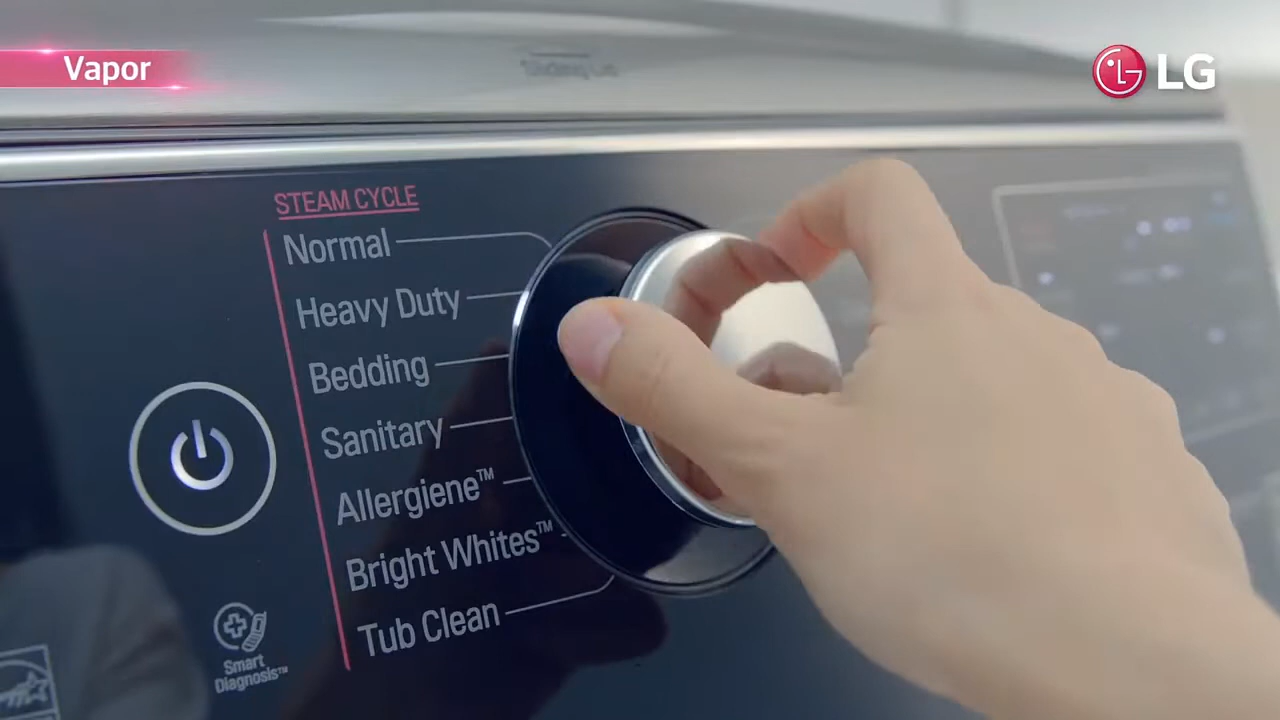 Vapor
LG
STEAM CYCLE
Normal
Heavy Duty
Bedding
Sanitary
Allergiene™
Bright Whites™
Tub Clean
Smart
Diagnosis™